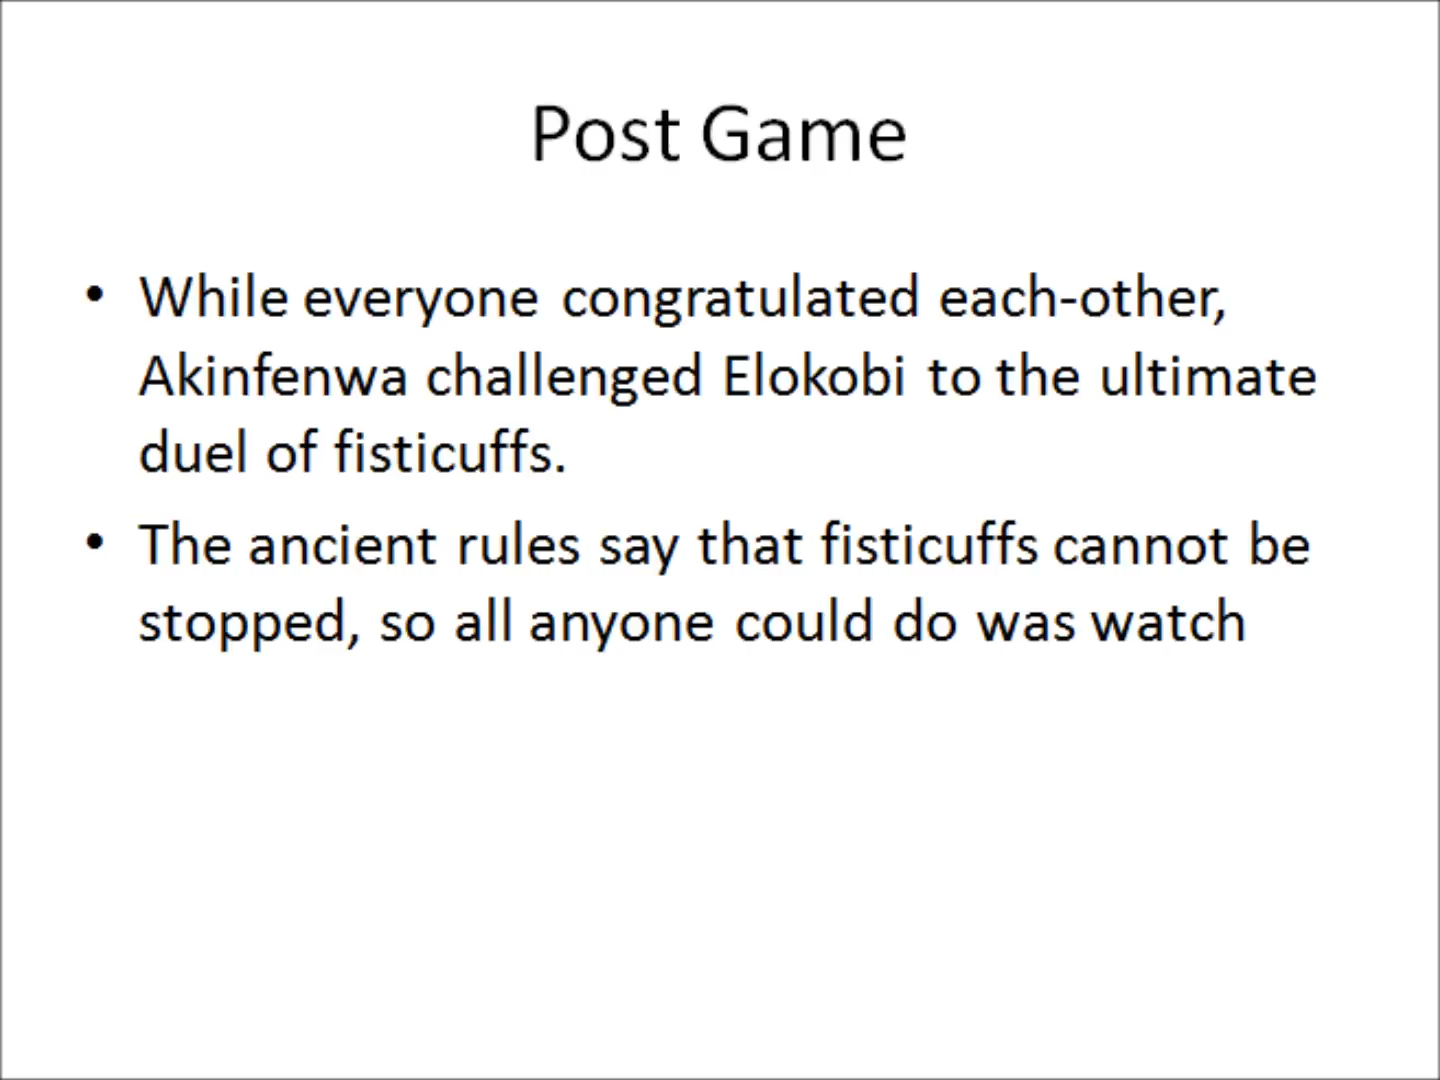 Post Game
• While everyone congratulated each-other,
Akinfenwa challenged Elokobi to the ultimate
duel of fisticuffs.
• The ancient rules say that fisticuffs cannot be
stopped, so all anyone could do was watch